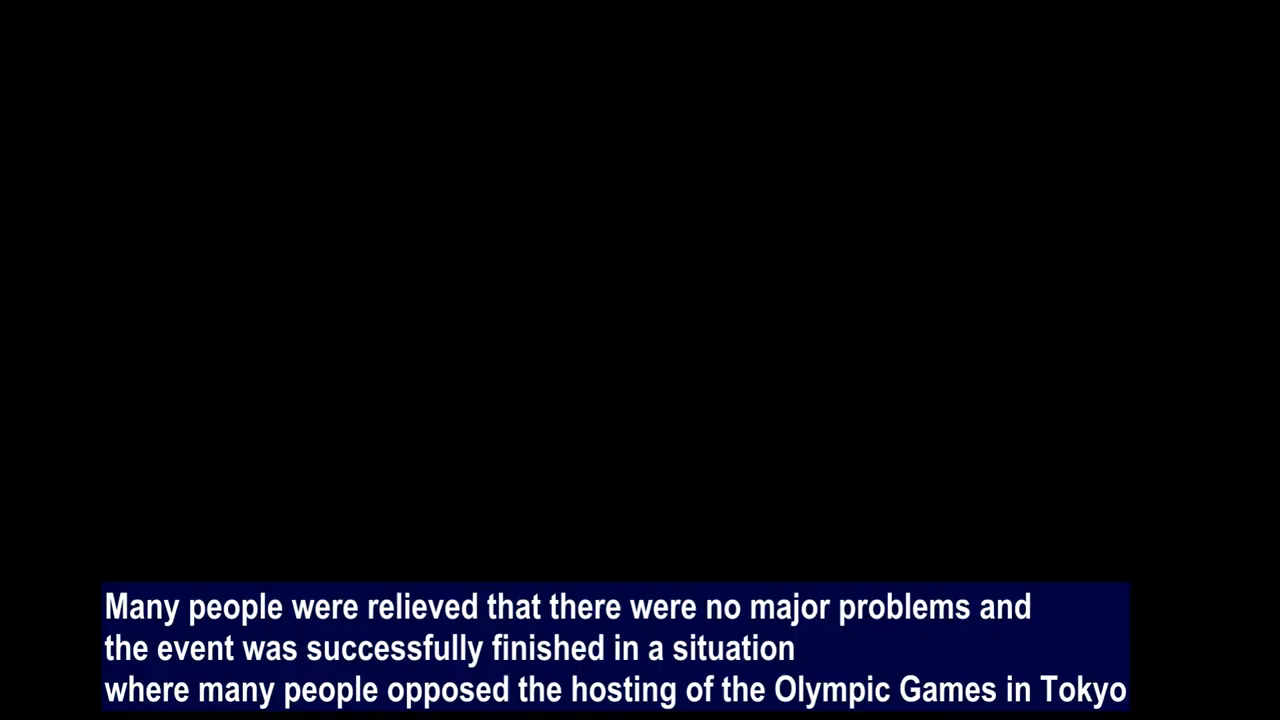 Many people were relieved that there were no major problems and
the event was successfully finished in a situation
where many people opposed the hosting of the Olympic Games in Tokyo